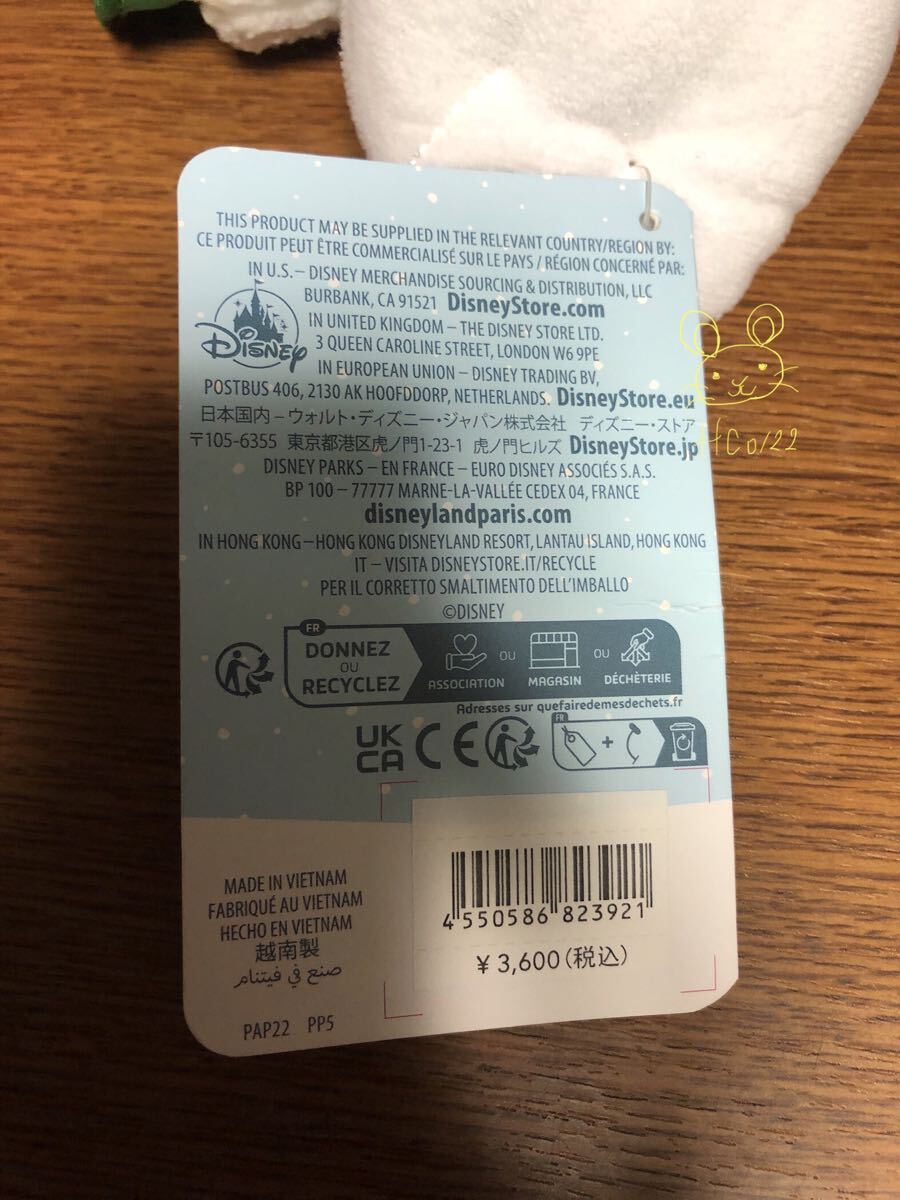 THIS PRODUCT MAY BE SUPPLIED IN THE RELEVANT COUNTRY/REGION BY:
CE PRODUIT PEUT ÊTRE COMMERCIALISÉ SUR LE PAYS / RÉGION CONCERNÉ PAR:
IN U.S.– DISNEY MERCHANDISE SOURCING & DISTRIBUTION, LLC
BURBANK, CA 91521 DisneyStore.com
Disney
IN UNITED KINGDOM – THE DISNEY STORE LTD.
3 QUEEN CAROLINE STREET, LONDON W6 9PE
IN EUROPEAN UNION – DISNEY TRADING BV,
POSTBUS 406, 2130 AK HOOFDDORP, NETHERLANDS. DisneyStore.eu
日本国内 – ウォルト・ディズニー・ジャパン株式会社 ディズニー・ストア
〒105-6355 東京都港区虎ノ門1-23-1 虎ノ門ヒルズ DisneyStore.jp
DISNEY PARKS – EN FRANCE – EURO DISNEY ASSOCIÉS S.A.S.
BP 100 – 77777 MARNE-LA-VALLÉE CEDEX 04, FRANCE
disneylandparis.com
IN HONG KONG – HONG KONG DISNEYLAND RESORT, LANTAU ISLAND, HONG KONG
IT – VISITA DISNEYSTORE.IT/RECYCLE
PER IL CORRETTO SMALTIMENTO DELL'IMBALLO
©DISNEY
FR
DONNEZ
OU
RECYCLEZ
ASSOCIATION OU MAGASIN OU DÉCHÈTERIE
Adresses sur quefairedemesdechets.fr
UK
CA CE
FR
+
MADE IN VIETNAM
FABRIQUÉ AU VIETNAM
HECHO EN VIETNAM
越南製
صنع في فيتنام
PAP22 PP5
4 550586 823921
¥ 3,600(税込)